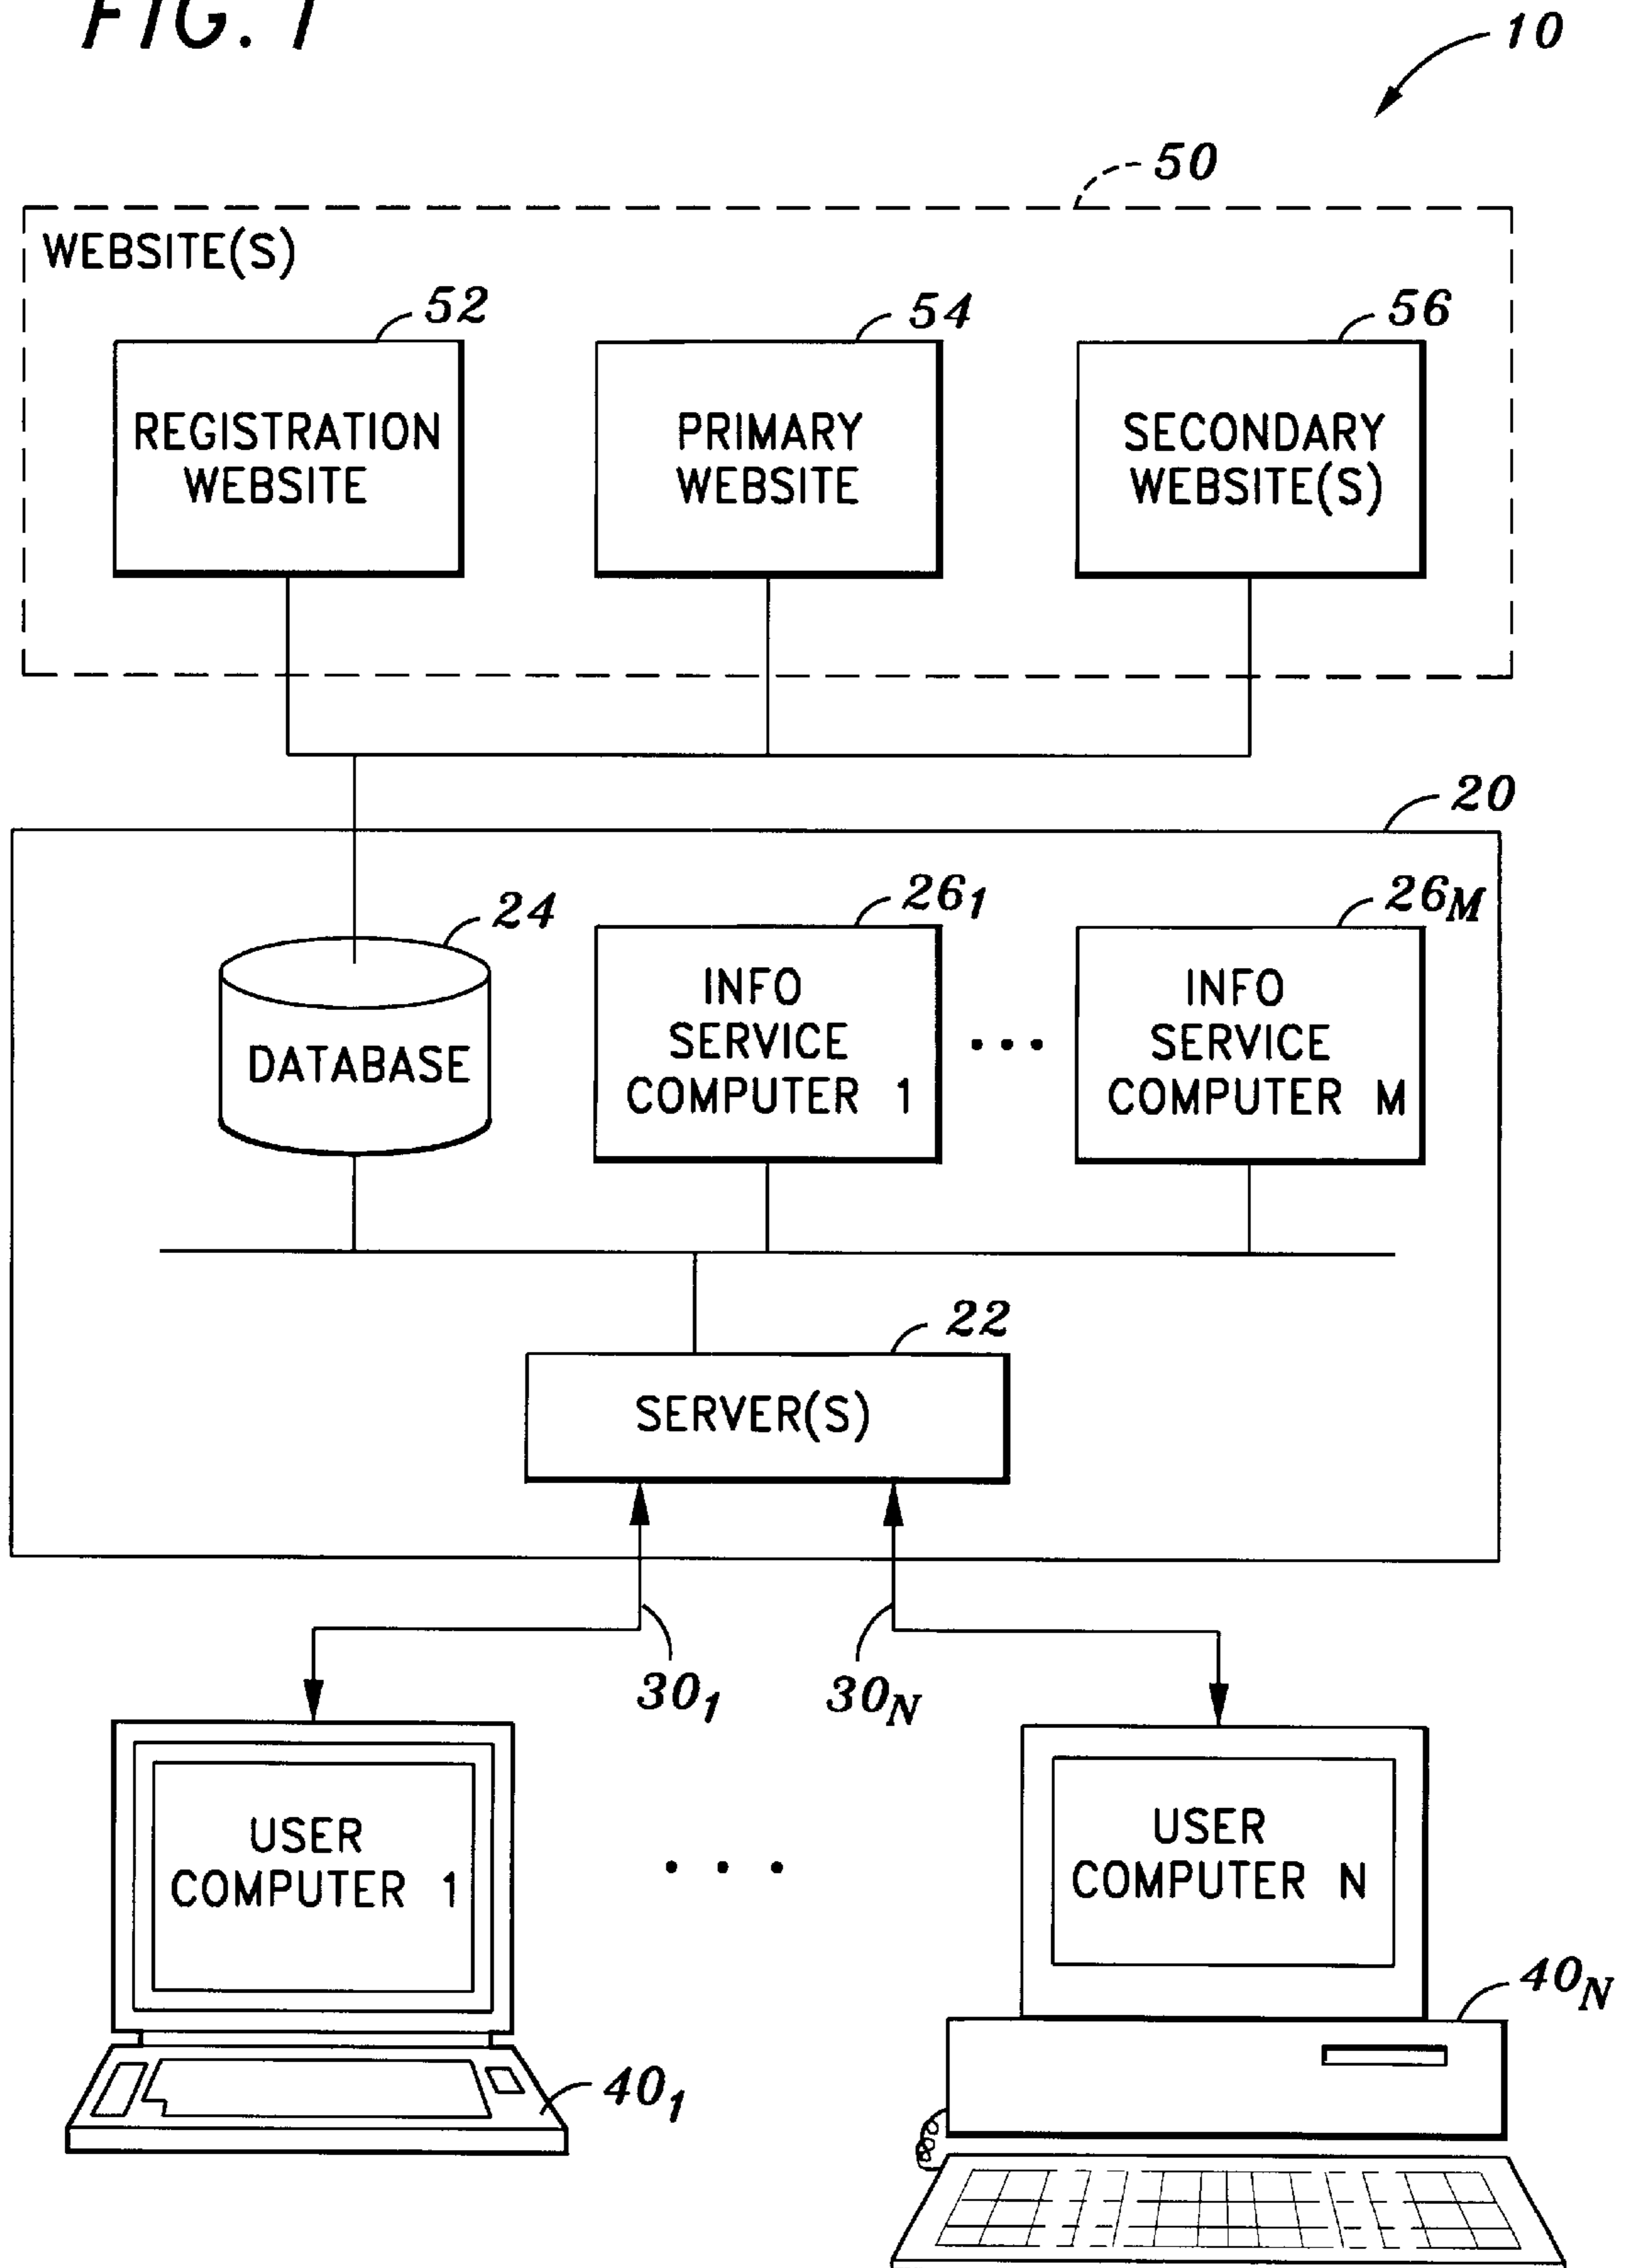 FIG. 1
10
50
WEBSITE(S)
52
54
56
REGISTRATION
WEBSITE
PRIMARY
WEBSITE
SECONDARY
WEBSITE(S)
20
24
26₁
26M
DATABASE
INFO
SERVICE
COMPUTER 1
• • •
INFO
SERVICE
COMPUTER M
22
SERVER(S)
30₁
30N
USER
COMPUTER 1
• • •
USER
COMPUTER N
40₁
40N